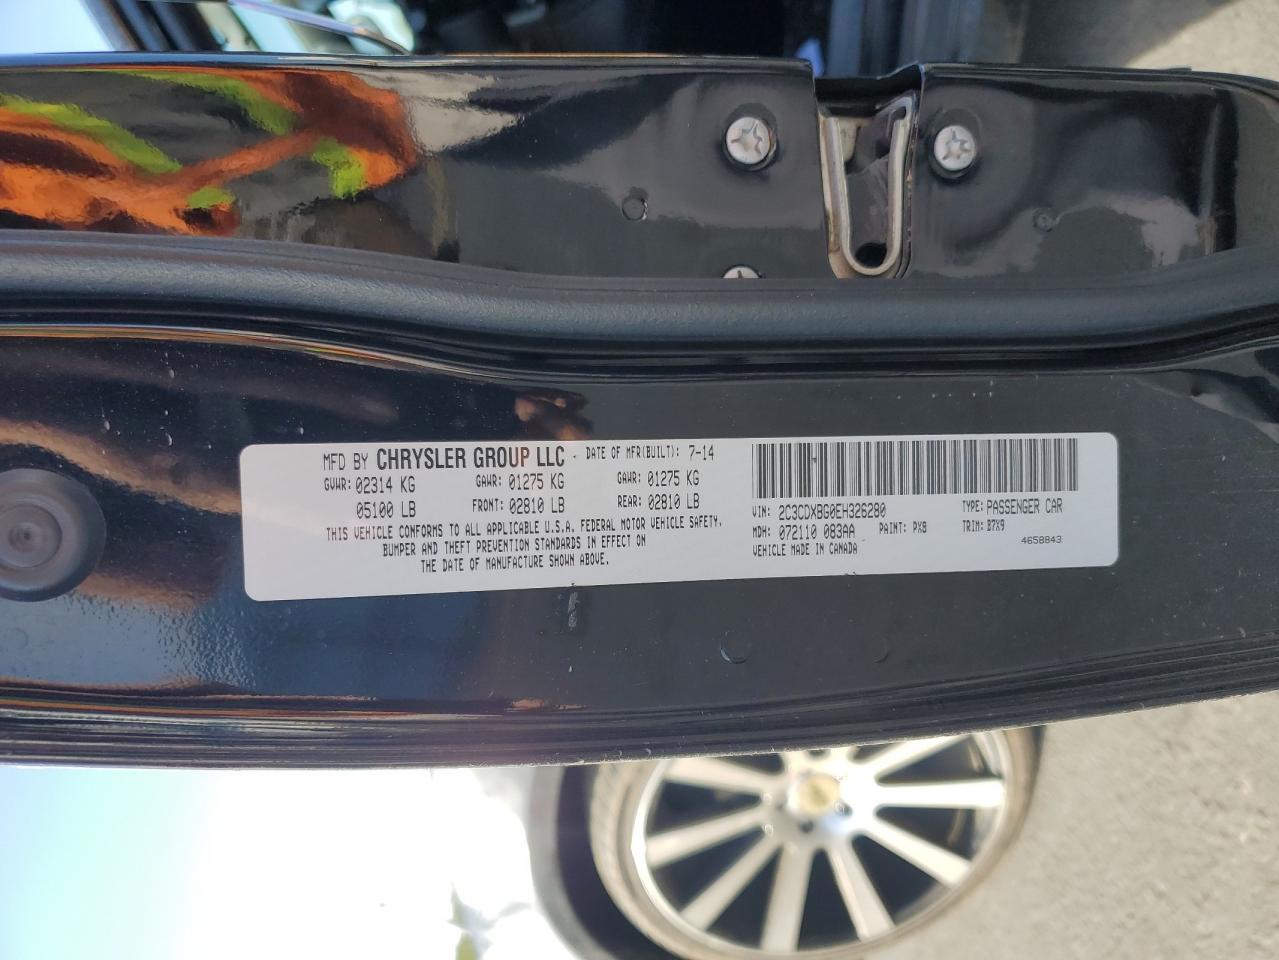 MFD BY CHRYSLER GROUP LLC - DATE OF MFR(BUILT): 7-14
GVWR: 02314 KG GAWR: 01275 KG GAWR: 01275 KG
05100 LB FRONT: 02810 LB REAR: 02810 LB
THIS VEHICLE CONFORMS TO ALL APPLICABLE U.S.A. FEDERAL MOTOR VEHICLE SAFETY,
BUMPER AND THEFT PREVENTION STANDARDS IN EFFECT ON
THE DATE OF MANUFACTURE SHOWN ABOVE.
VIN: 2C3CDXBG0EH326280 TYPE: PASSENGER CAR
MDH: 072110 083AA PAINT: PX8 TRIM: B7X9
VEHICLE MADE IN CANADA 4658843